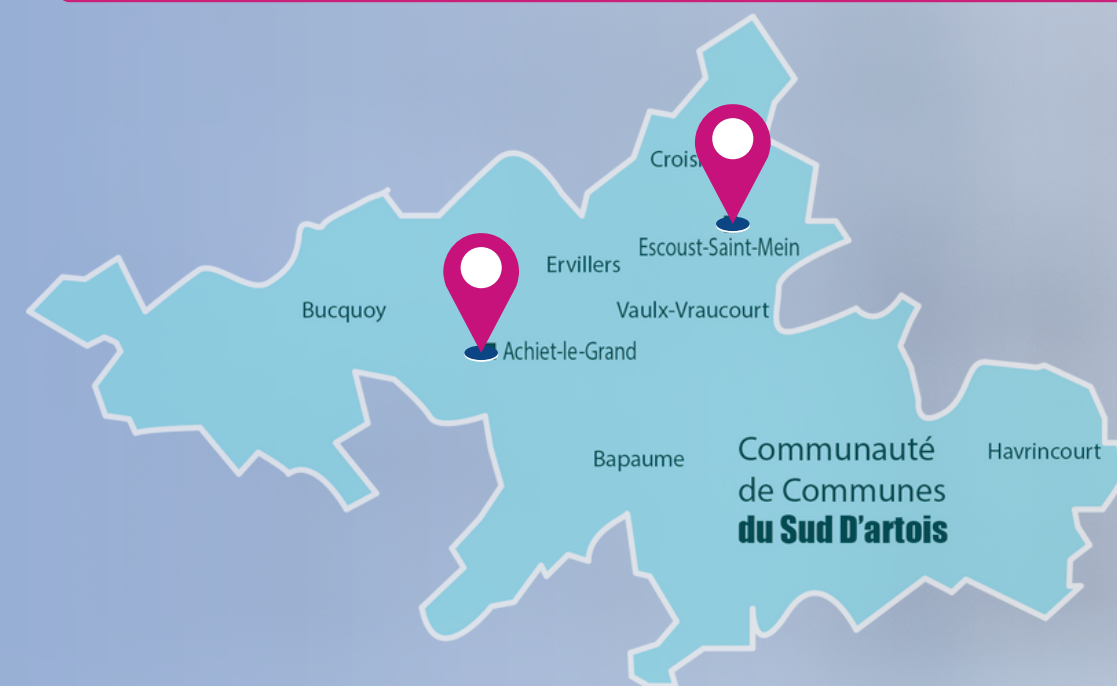 Escoust-Saint-Mein
Ervillers
Bucquoy
Vaulx-Vraucourt
Achiet-le-Grand
Bapaume
Communauté
de Communes
du Sud D'artois
Havrincourt